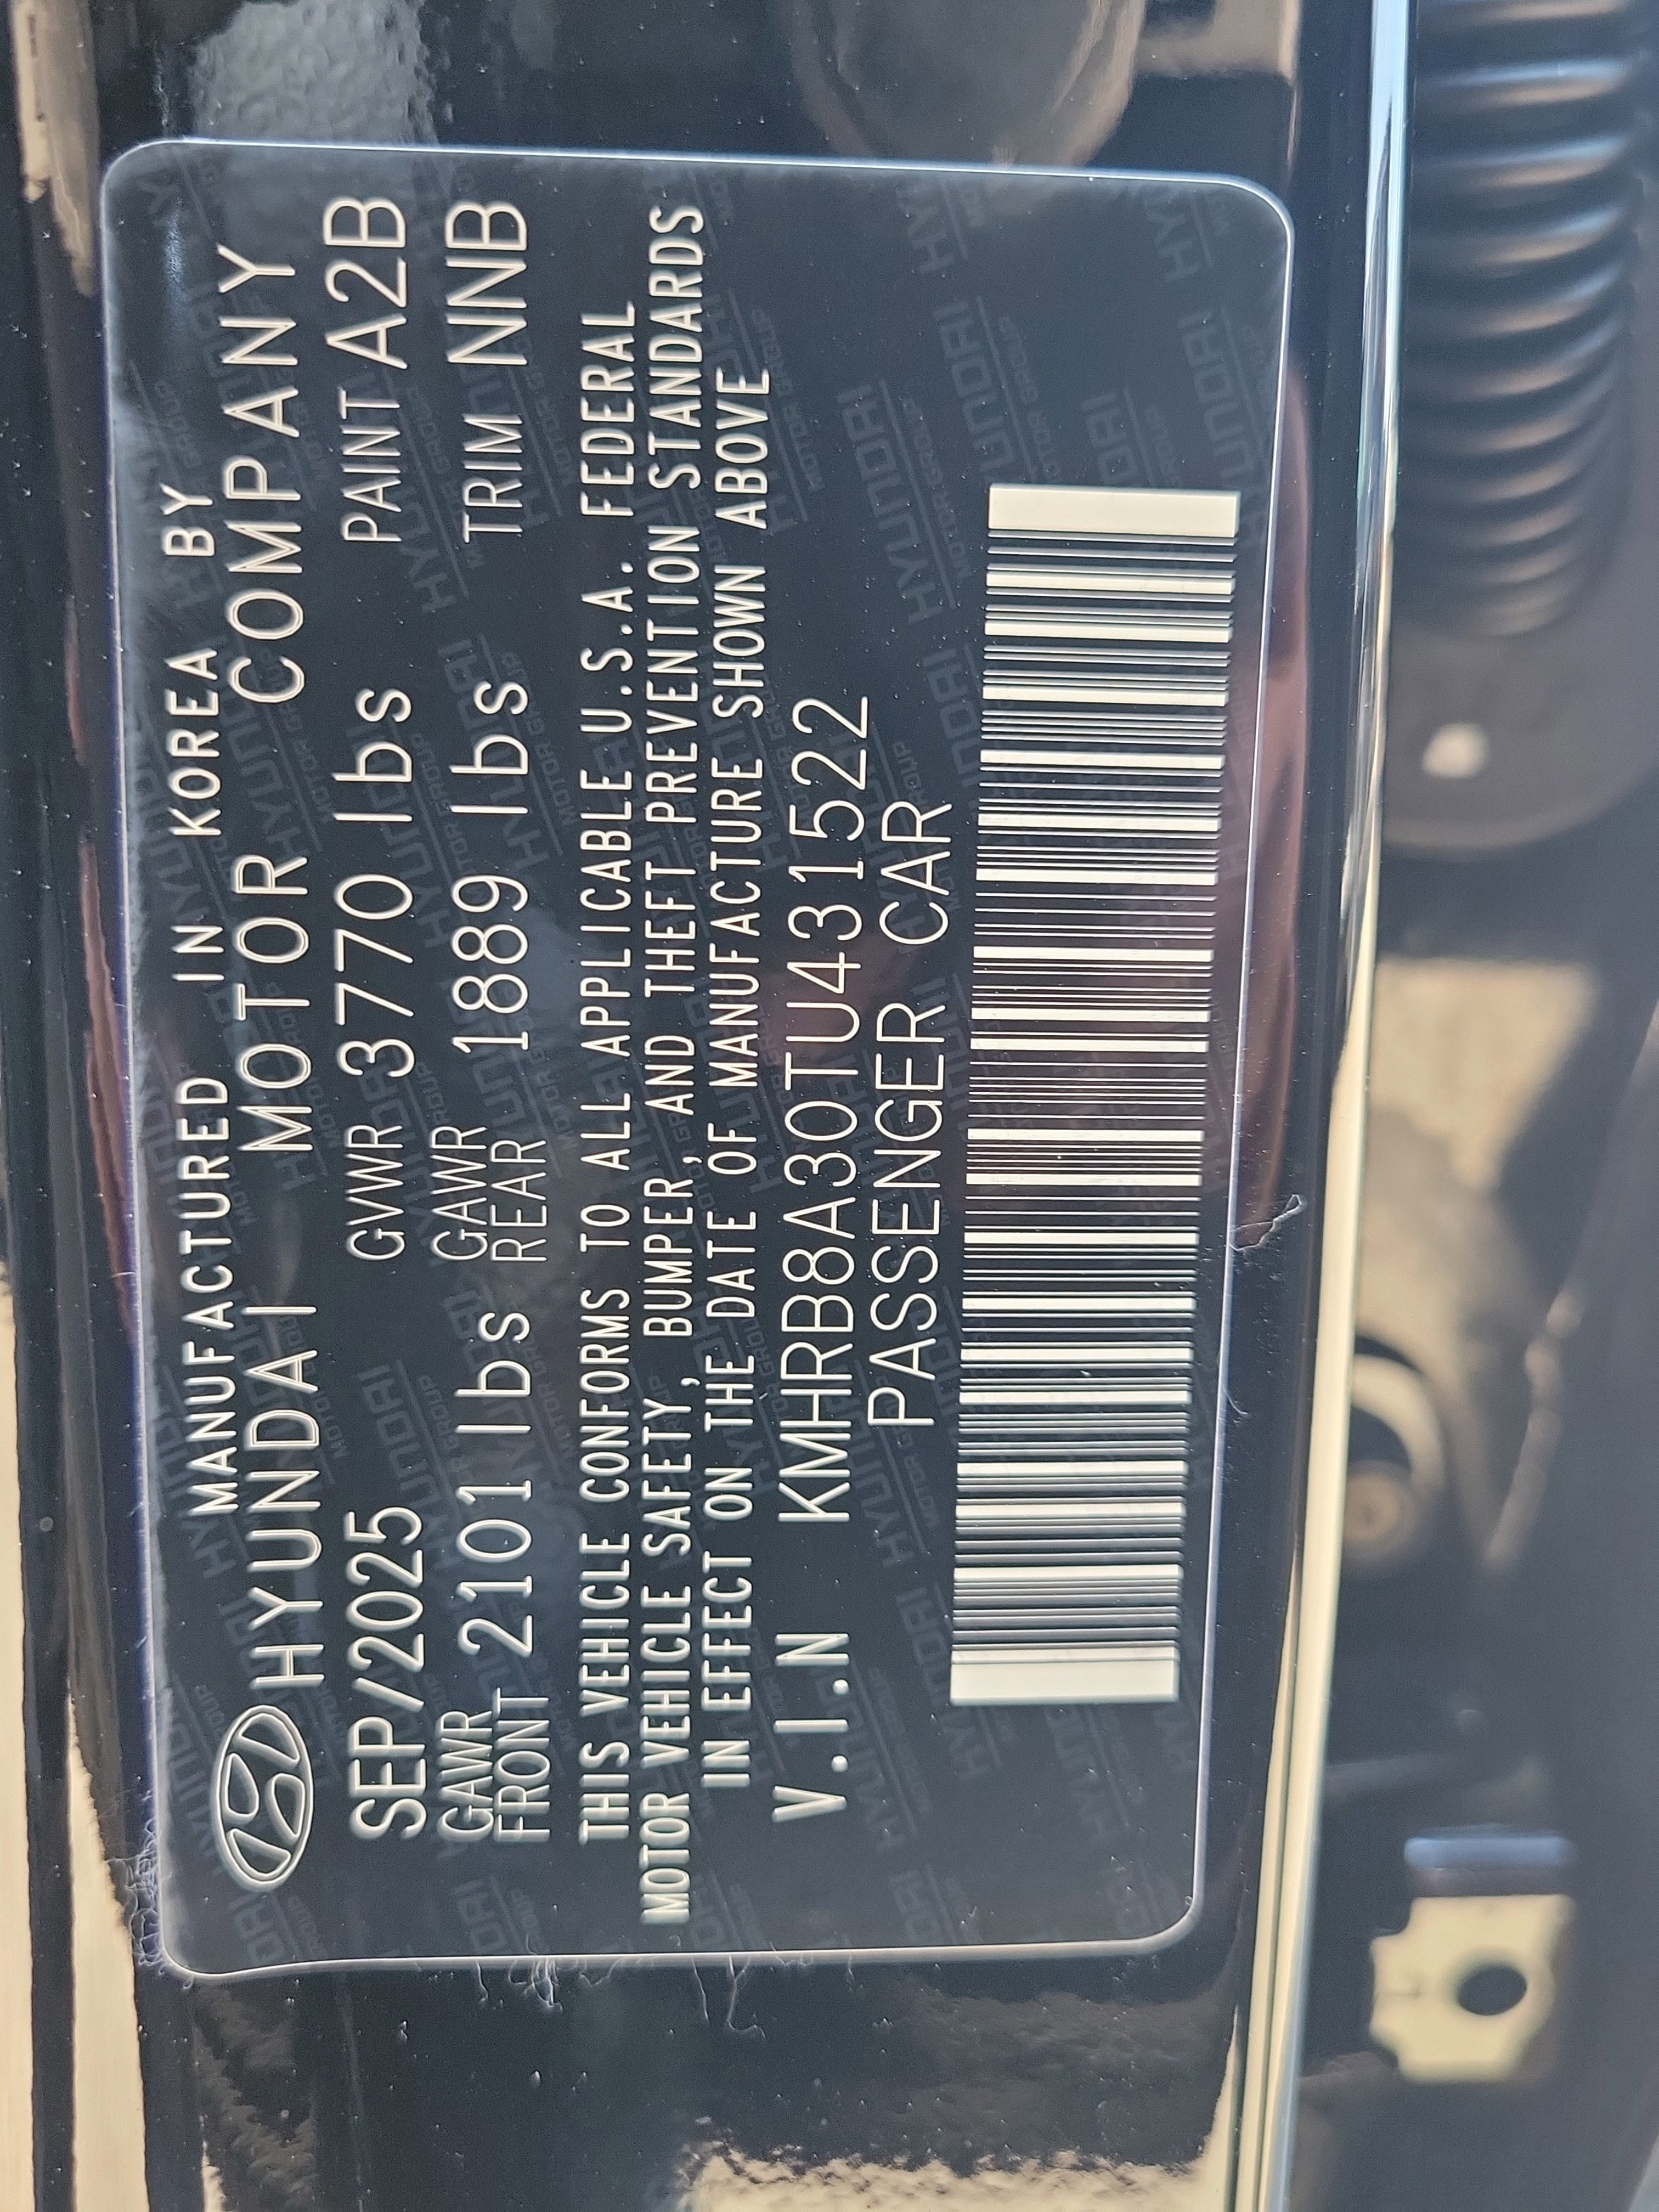 MANUFACTURED IN KOREA BY
HYUNDAI MOTOR COMPANY
SEP/2025 GVWR 3770 lbs PAINT A2B
GAWR FRONT 2101 lbs GAWR REAR 1889 lbs TRIM NNB
THIS VEHICLE CONFORMS TO ALL APPLICABLE U.S.A. FEDERAL
MOTOR VEHICLE SAFETY, BUMPER, AND THEFT PREVENTION STANDARDS
IN EFFECT ON THE DATE OF MANUFACTURE SHOWN ABOVE
V.I.N KMHRB8A30TU431522
PASSENGER CAR